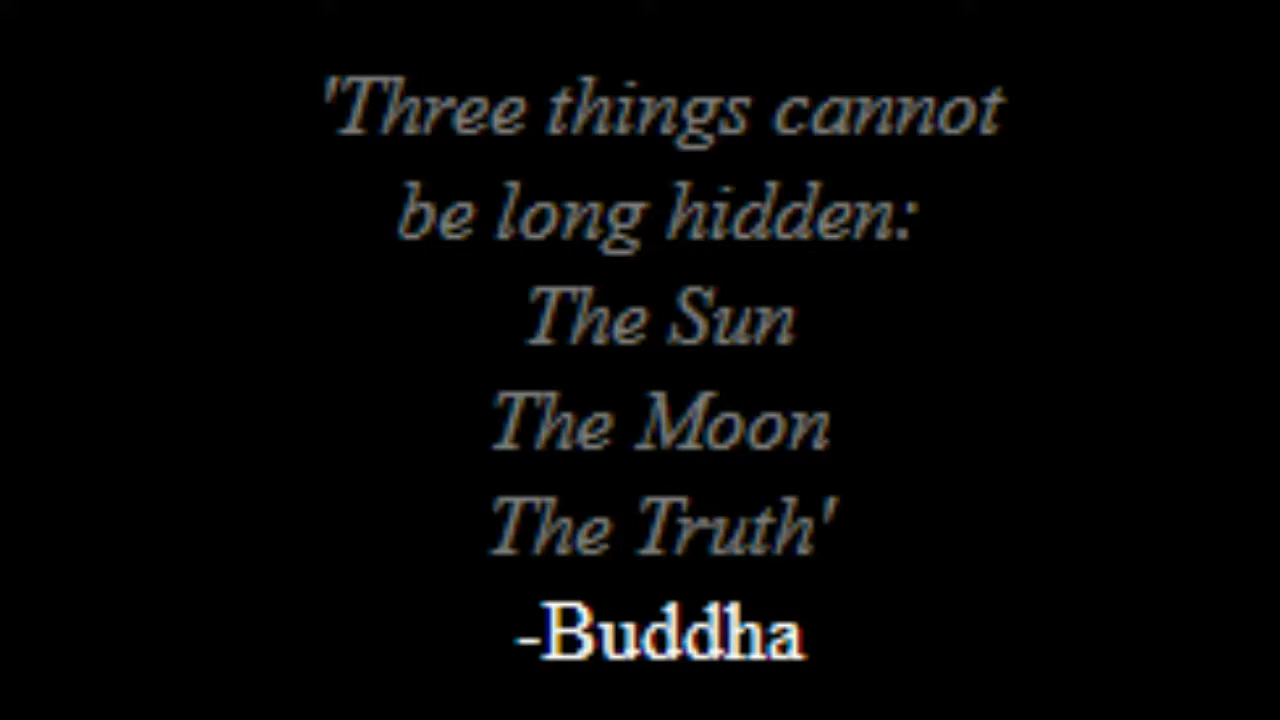 'Three things cannot
be long hidden:
The Sun
The Moon
The Truth'
-Buddha